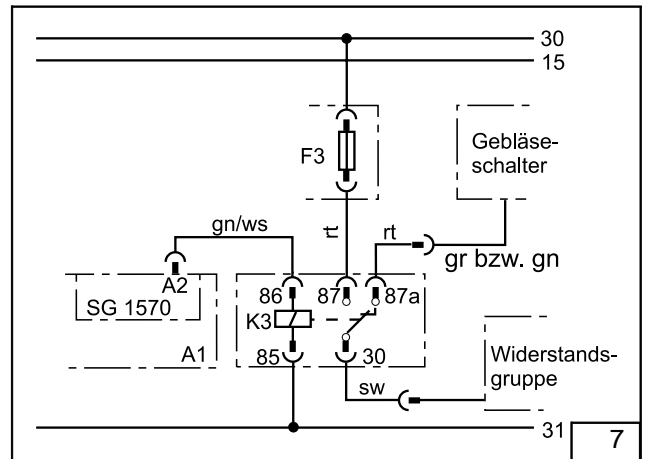 30
15
F3
Gebläse-
schalter
gn/ws
rt
rt
gr bzw. gn
A2
SG 1570
A1
86
87
87a
K3
85
30
sw
Widerstands-
gruppe
31
7